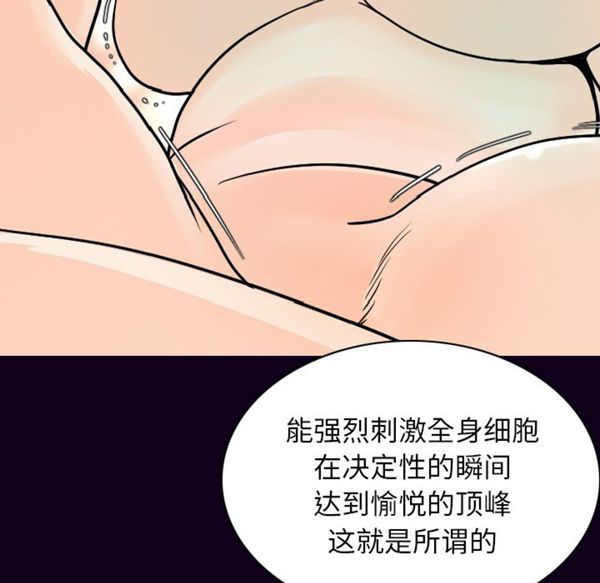 能强烈刺激全身细胞
在决定性的瞬间
达到愉悦的顶峰
这就是所谓的